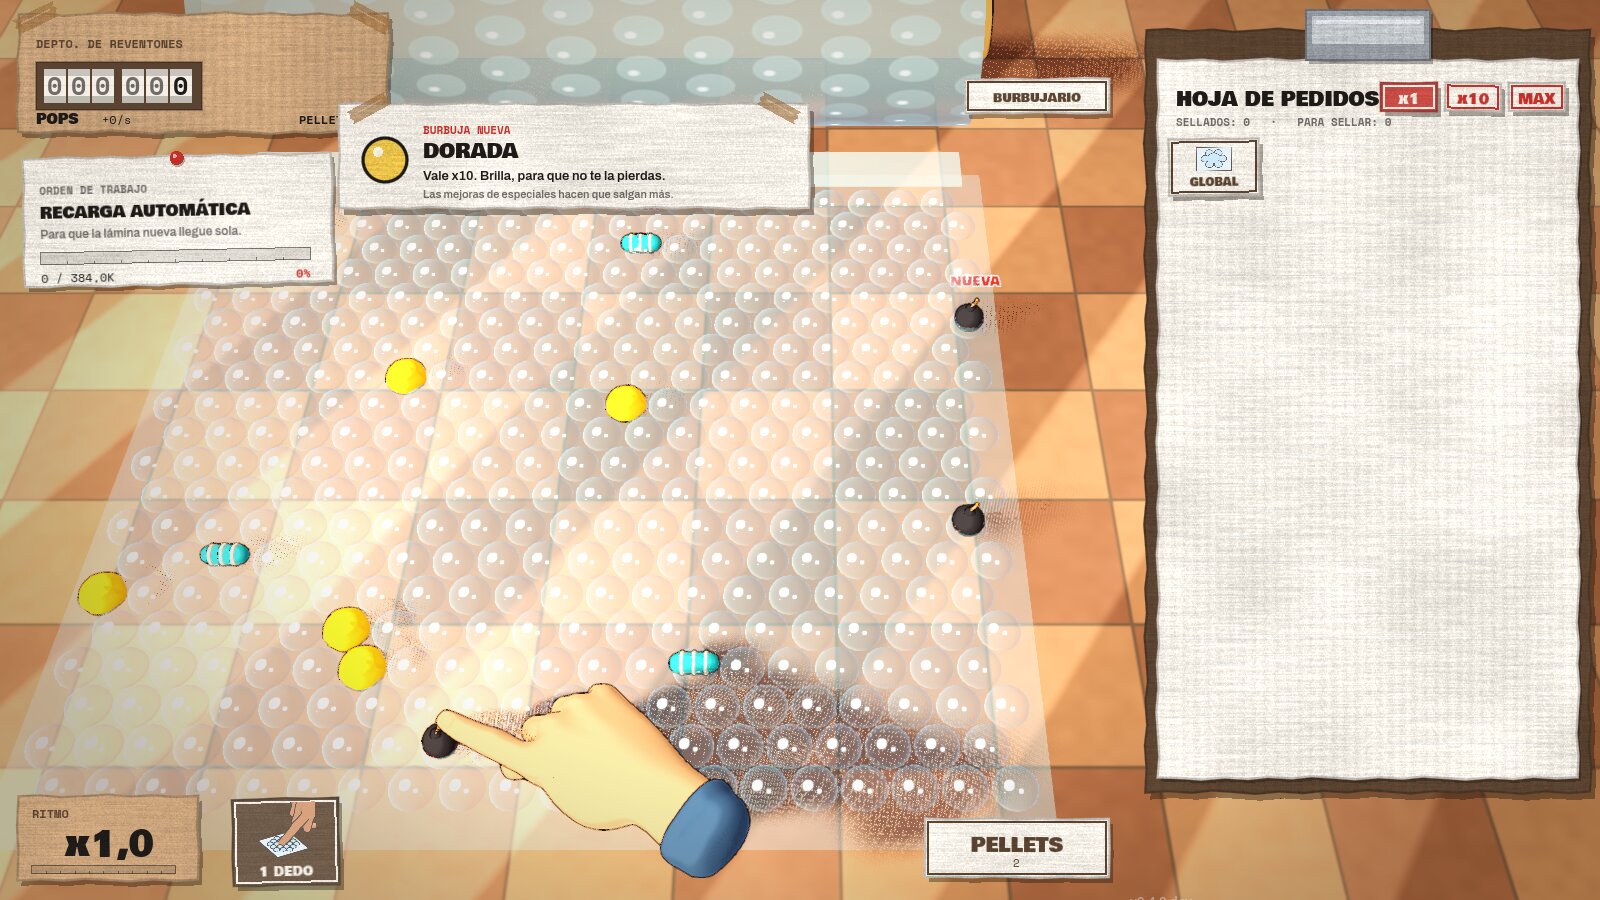 DEPTO. DE REVENTONES
000000
POPS +0/s
BURBUJARIO
BURBUJA NUEVA
DORADA
Vale x10. Brilla, para que no te la pierdas.
Las mejoras de especiales hacen que salgan más.
ORDEN DE TRABAJO
RECARGA AUTOMÁTICA
Para que la lámina nueva llegue sola.
0 / 384.0K 0%
NUEVA
HOJA DE PEDIDOS x1 x10 MAX
SELLADOS: 0 · PARA SELLAR: 0
GLOBAL
RITMO
x1,0
1 DEDO
PELLETS
2